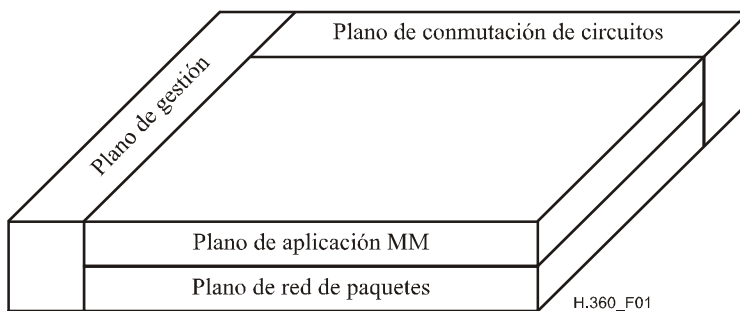 Plano de conmutación de circuitos
Plano de gestión
Plano de aplicación MM
Plano de red de paquetes
H.360_F01